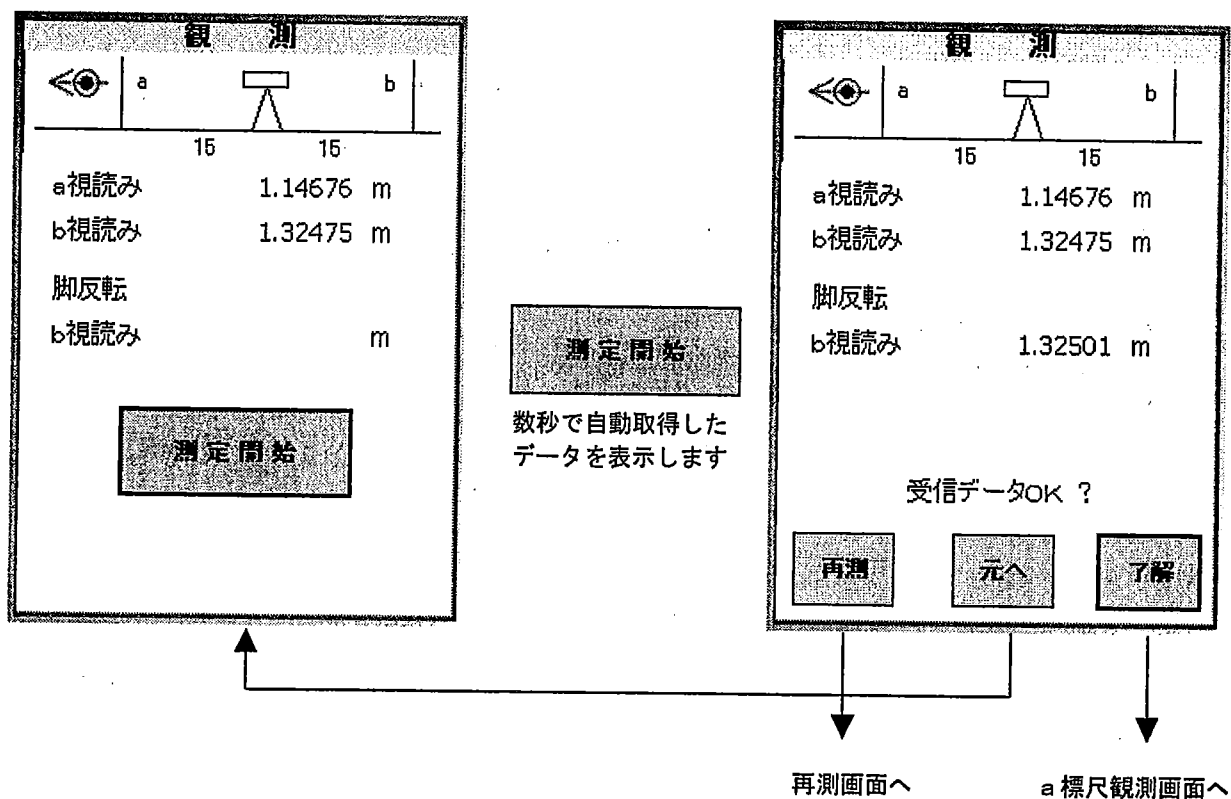 観 測
a b
15 15
a視読み 1.14676 m
b視読み 1.32475 m
脚反転
b視読み m
測定開始
測定開始
数秒で自動取得した
データを表示します
観 測
a b
15 15
a視読み 1.14676 m
b視読み 1.32475 m
脚反転
b視読み 1.32501 m
受信データOK ?
再測 元へ 了解
再測画面へ a標尺観測画面へ